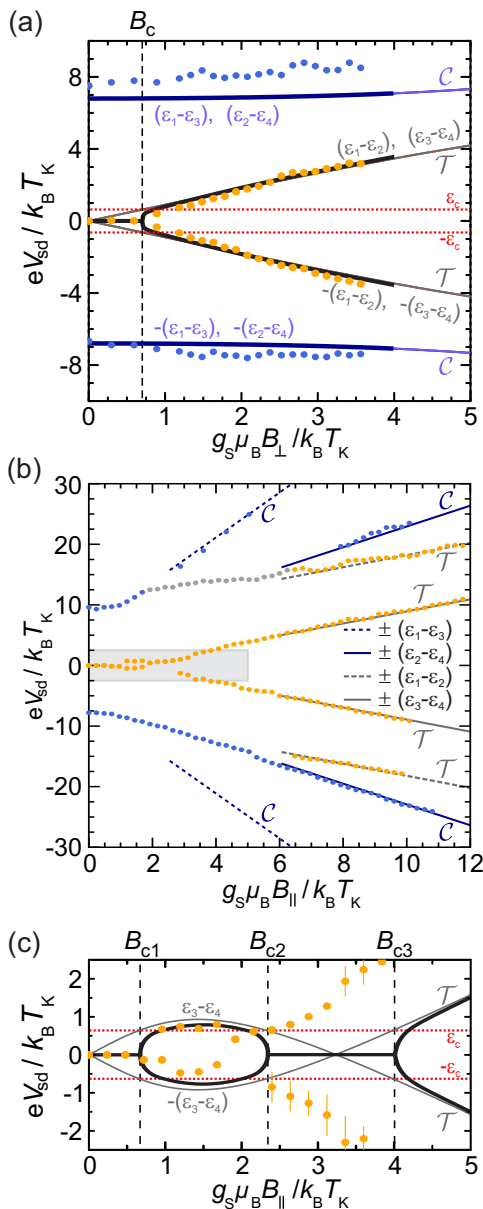 (a)
B_c
8
4
0
-4
-8
eV_sd / k_B T_K
C
(ε₁-ε₃), (ε₂-ε₄)
(ε₁-ε₂), (ε₃-ε₄)
T
ε_c
-ε_c
T
-(ε₁-ε₂), -(ε₃-ε₄)
-(ε₁-ε₃), -(ε₂-ε₄)
C
0 1 2 3 4 5
g_S μ_B B_⊥ / k_B T_K
(b)
30
20
10
0
-10
-20
-30
eV_sd / k_B T_K
C
C
T
T
± (ε₁-ε₃)
± (ε₂-ε₄)
± (ε₁-ε₂)
± (ε₃-ε₄)
T
T
C
C
0 2 4 6 8 10 12
g_S μ_B B_|| / k_B T_K
(c)
B_c1 B_c2 B_c3
2
1
0
-1
-2
eV_sd / k_B T_K
ε₃-ε₄
-(ε₃-ε₄)
T
ε_c
-ε_c
T
0 1 2 3 4 5
g_S μ_B B_|| / k_B T_K